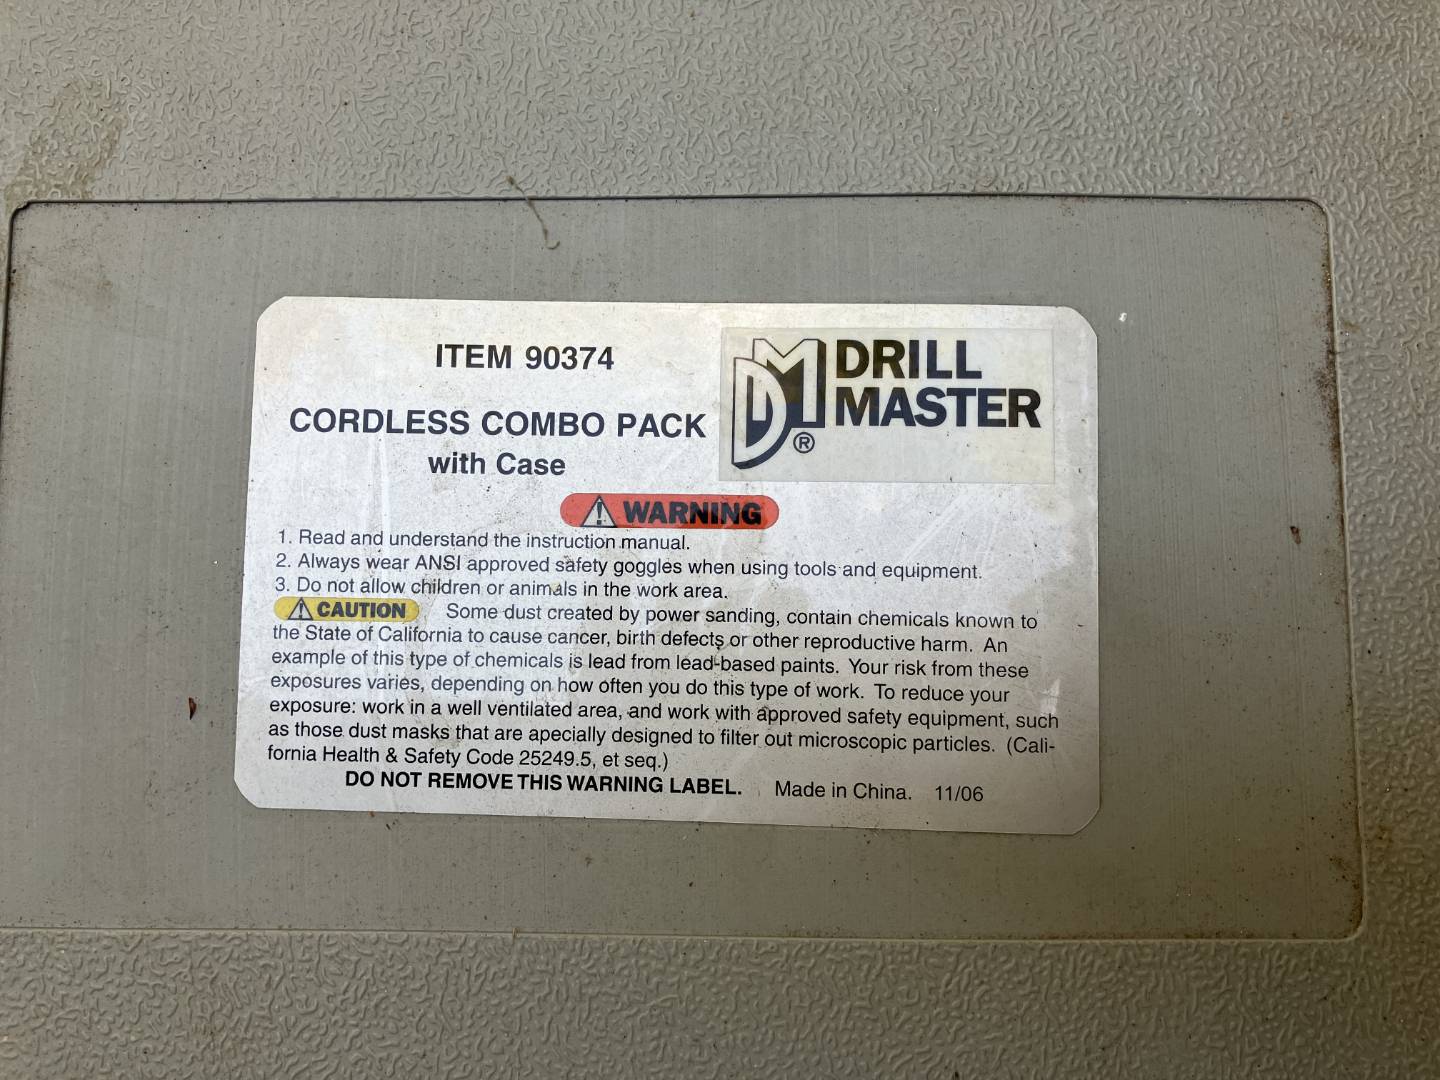 ITEM 90374
DM® DRILL
MASTER
CORDLESS COMBO PACK
with Case
WARNING
1. Read and understand the instruction manual.
2. Always wear ANSI approved safety goggles when using tools and equipment.
3. Do not allow children or animals in the work area.
CAUTION Some dust created by power sanding, contain chemicals known to
the State of California to cause cancer, birth defects or other reproductive harm. An
example of this type of chemicals is lead from lead-based paints. Your risk from these
exposures varies, depending on how often you do this type of work. To reduce your
exposure: work in a well ventilated area, and work with approved safety equipment, such
as those dust masks that are apecially designed to filter out microscopic particles. (Cali-
fornia Health & Safety Code 25249.5, et seq.)
DO NOT REMOVE THIS WARNING LABEL. Made in China. 11/06